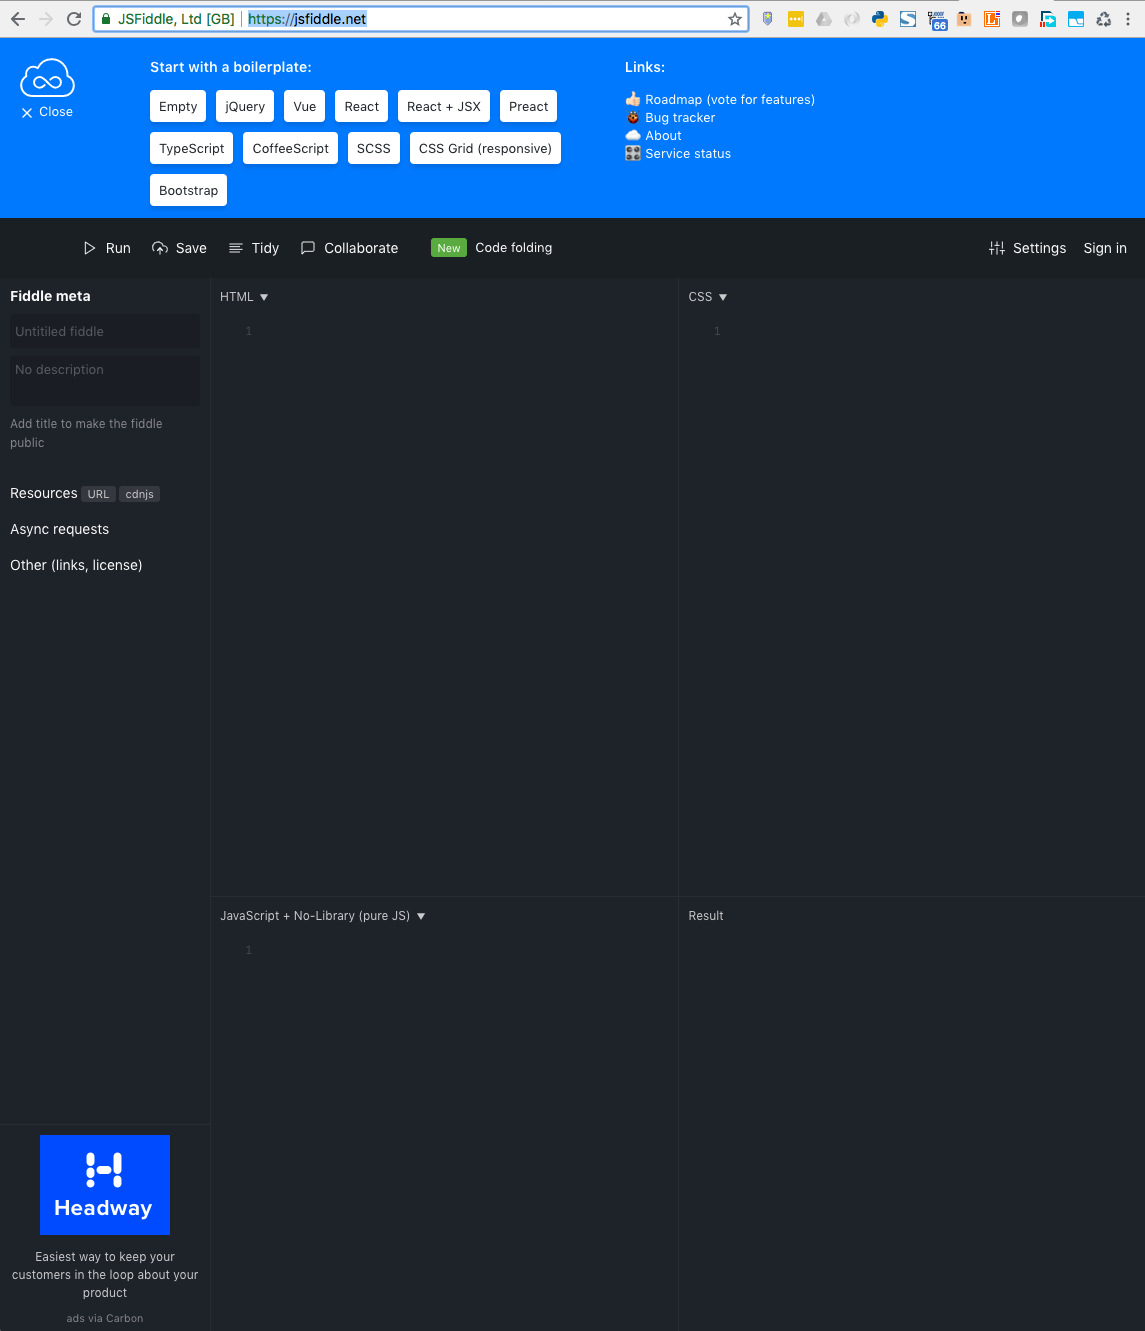 JSFiddle, Ltd [GB] | https://jsfiddle.net
66
Start with a boilerplate:
Links:
Empty jQuery Vue React React + JSX Preact
Roadmap (vote for features)
Bug tracker
Close
TypeScript CoffeeScript SCSS CSS Grid (responsive)
About
Service status
Bootstrap
Run Save Tidy Collaborate New Code folding Settings Sign in
Fiddle meta
Untitiled fiddle
No description
Add title to make the fiddle
public
Resources URL cdnjs
Async requests
Other (links, license)
HTML
1
CSS
1
JavaScript + No-Library (pure JS)
1
Result
Headway
Easiest way to keep your
customers in the loop about your
product
ads via Carbon